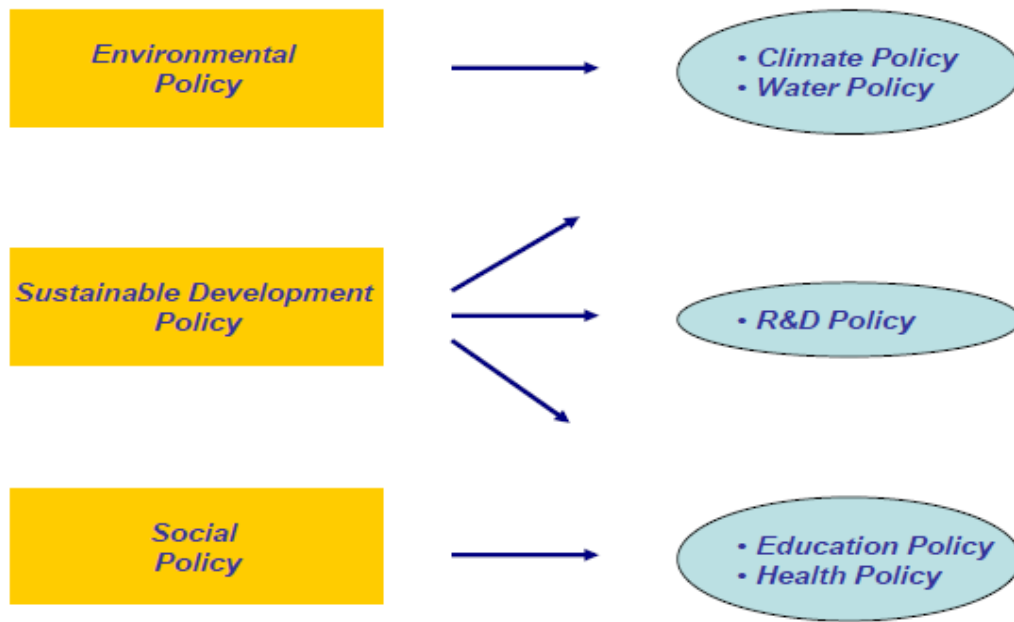 Environmental
Policy
• Climate Policy
• Water Policy
Sustainable Development
Policy
• R&D Policy
Social
Policy
• Education Policy
• Health Policy